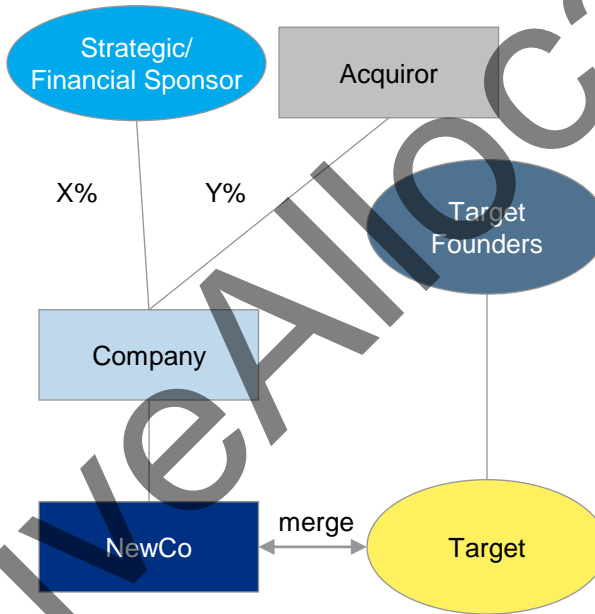 Strategic/
Financial Sponsor
Acquiror
X%
Y%
Target
Founders
Company
NewCo
merge
Target